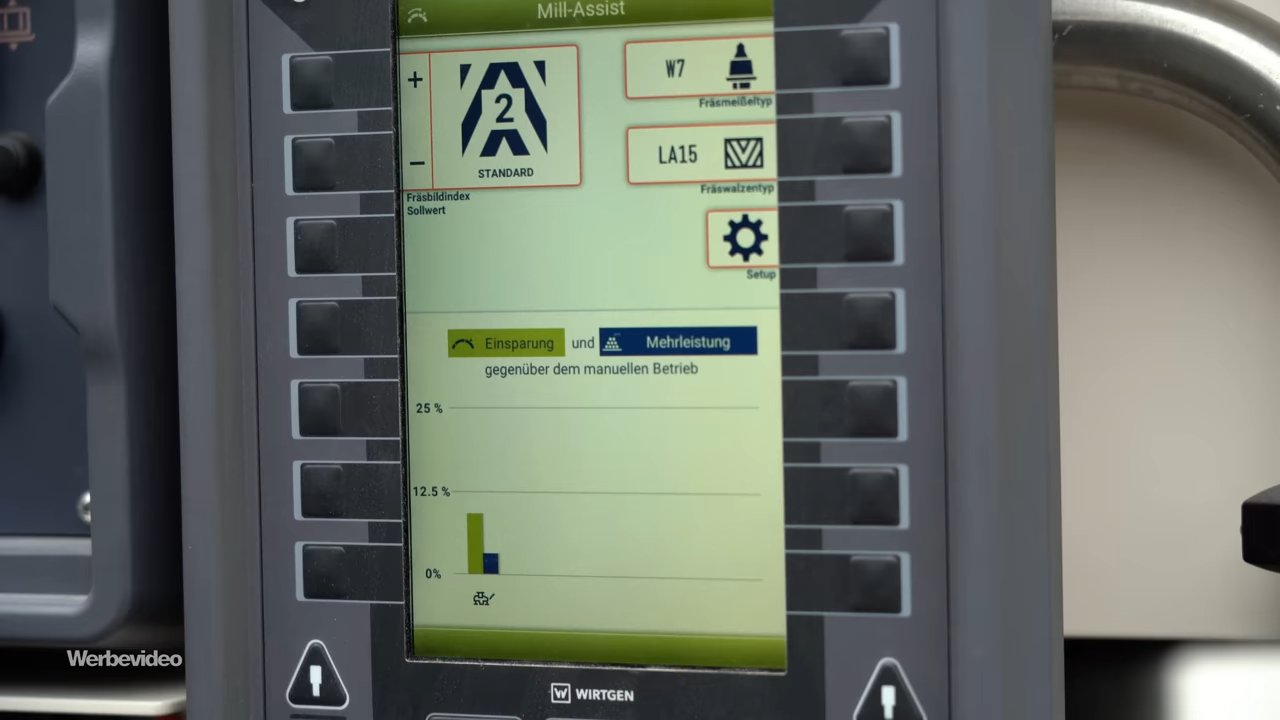 Mill-Assist
+
2
−
STANDARD
Fräsbildindex
Sollwert
W7
Fräsmeißeltyp
LA15
Fräswalzentyp
Setup
Einsparung und Mehrleistung
gegenüber dem manuellen Betrieb
25 %
12.5 %
0%
Werbevideo
W WIRTGEN